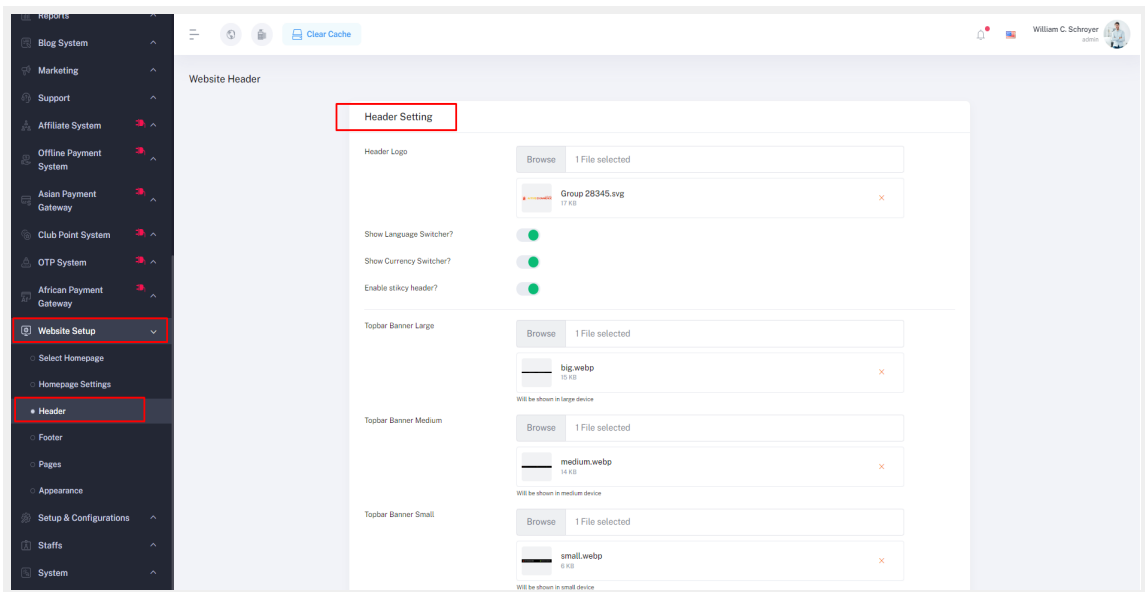 Reports
Blog System
Marketing
Support
Affiliate System
Offline Payment
System
Asian Payment
Gateway
Club Point System
OTP System
African Payment
Gateway
Website Setup
Select Homepage
Homepage Settings
Header
Footer
Pages
Appearance
Setup & Configurations
Staffs
System
Clear Cache
William C. Schroyer
admin
Website Header
Header Setting
Header Logo
Browse 1 File selected
Group 28345.svg
17 KB
Show Language Switcher?
Show Currency Switcher?
Enable stikcy header?
Topbar Banner Large
Browse 1 File selected
big.webp
15 KB
Will be shown in large device
Topbar Banner Medium
Browse 1 File selected
medium.webp
14 KB
Will be shown in medium device
Topbar Banner Small
Browse 1 File selected
small.webp
6 KB
Will be shown in small device